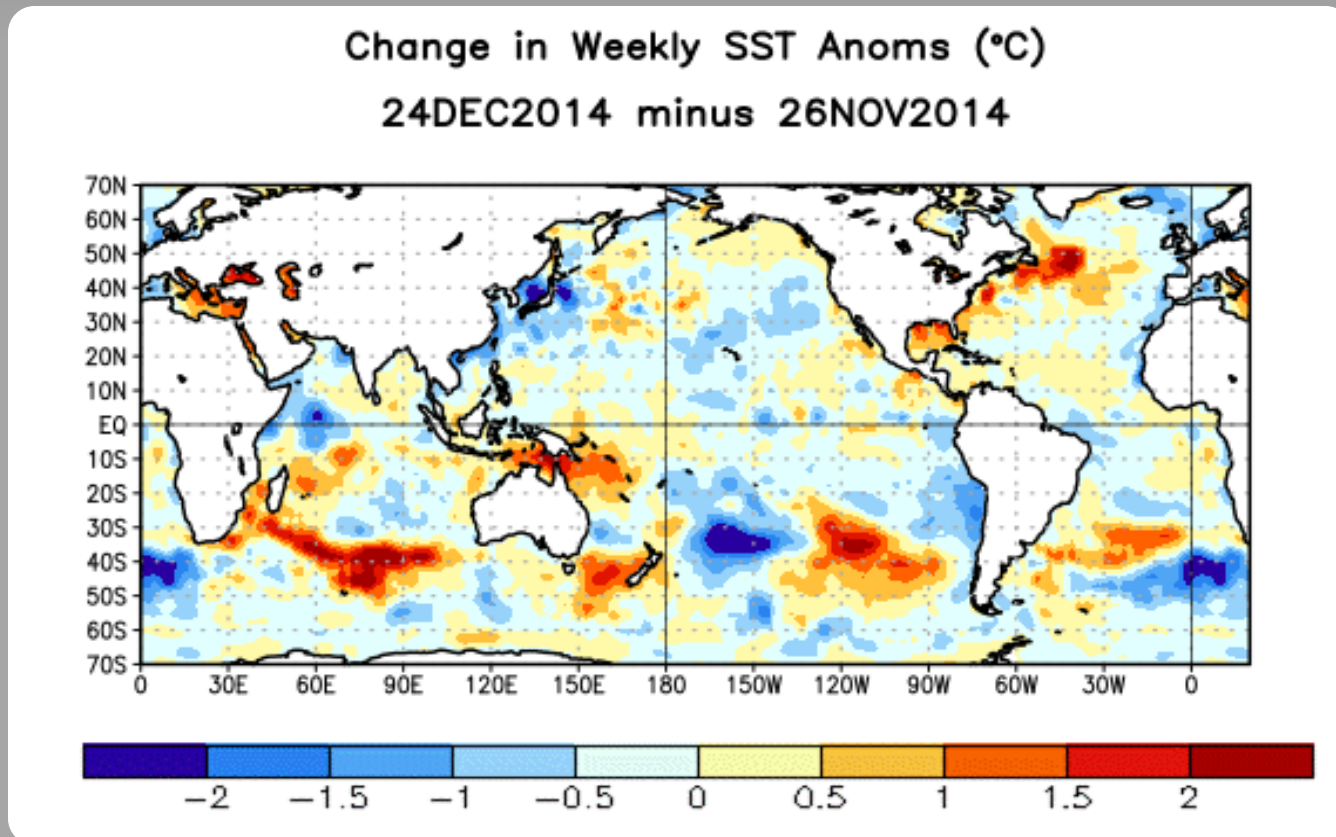 Change in Weekly SST Anoms (°C)
24DEC2014 minus 26NOV2014
70N
60N
50N
40N
30N
20N
10N
EQ
10S
20S
30S
40S
50S
60S
70S
0 30E 60E 90E 120E 150E 180 150W 120W 90W 60W 30W 0
−2 −1.5 −1 −0.5 0 0.5 1 1.5 2